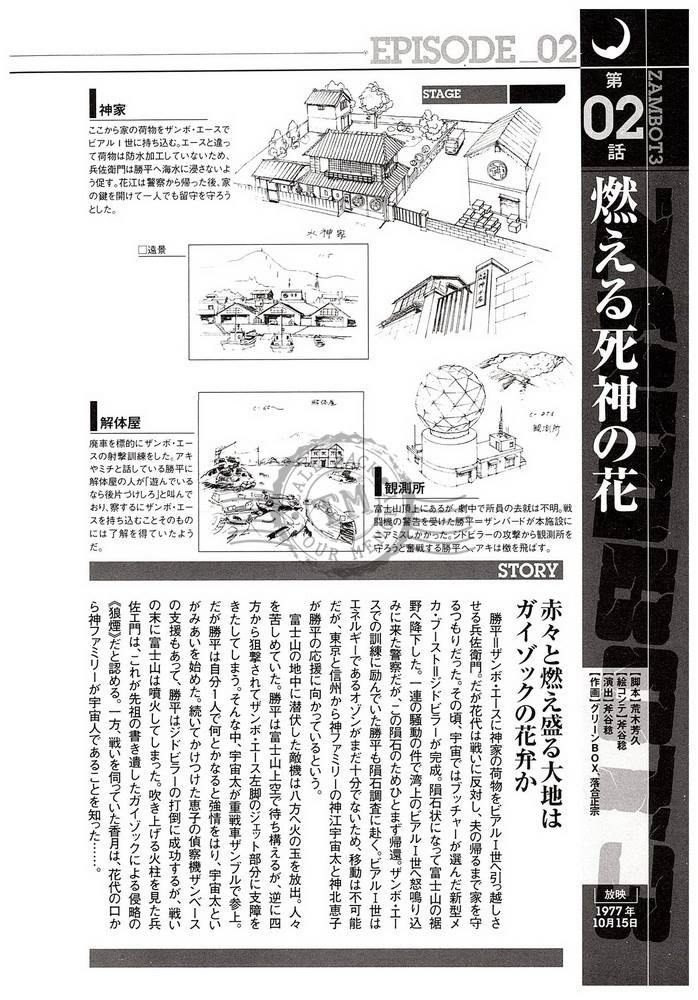 EPISODE_02
第
02
話
ZAMBOT3
燃える死神の花
【脚本】荒木芳久
【絵コンテ】斧谷稔
【演出】斧谷稔
【作画】グリーンBOX、落合正宗
放映
1977年
10月15日
STAGE
神家
ここから家の荷物をザンボ・エースで
ビアルⅠ世に持ち込む。エースと違っ
て荷物は防水加工していないため、
兵佐衛門は勝平へ海水に浸さないよ
う促す。花江は警察から帰った後、家
の鍵を開けて一人でも留守を守ろう
とした。
□遠景
解体屋
廃車を標的にザンボ・エー
スの射撃訓練をした。アキ
やミチと話している勝平に
解体屋の人が「遊んでいる
なら後片づけしろ」と叫んで
おり、察するにザンボ・エー
スを持ち込むことそのもの
には了解を得ていたよう
だ。
観測所
観測所
富士山頂上にあるが、劇中で所員の去就は不明。戦
闘機の警告を受けた勝平=ザンバードが本施設に
ニアミスしかかった。ジドビラーの攻撃から観測所を
守ろうと奮戦する勝平へ、アキは檄を飛ばす。
STORY
赤々と燃え盛る大地は
ガイゾックの花弁か
勝平=ザンボ・エースに神家の荷物をビアルⅠ世へ引っ越しさ
せる兵佐衛門。だが花代は戦いに反対し、夫の帰るまで家を守
るつもりだった。その頃、宇宙ではブッチャーが選んだ新型メ
カ・ブースト=ジドビラーが完成。隕石状になって富士山の裾
野へ降下した。一連の騒動の件で湾上のビアルⅠ世へ怒鳴り込
みに来た警察だが、この隕石のためひとまず帰還。ザンボ・エー
スでの訓練に励んでいた勝平も隕石調査に赴く。ビアルⅠ世は
エネルギーであるオゾンがまだ十分でないため、移動は不可能
だが、東京と信州から神ファミリーの神江宇宙太と神北恵子
が勝平の応援に向かっているという。
富士山の地中に潜伏した敵機は八方へ火の玉を放出。人々
を苦しめていた。勝平は富士山上空で待ち構えるが、逆に四
方から狙撃されてザンボ・エース左脚のジェット部分に支障を
きたしてしまう。そんな中、宇宙太が重戦車ザンブルで参上。
だが勝平は自分1人で何とかなると強情をはり、宇宙太とい
がみあいを始めた。続いてかけつけた恵子の偵察機ザンベース
の支援もあって、勝平はジドビラーの打倒に成功するが、戦い
の末に富士山は噴火してしまった。吹き上げる火柱を見た兵
佐ヱ門は、これが先祖の書き遺したガイゾックによる侵略の
《狼煙》だと認める。一方、戦いを伺っていた香月は、花代の口か
ら神ファミリーが宇宙人であることを知った……。